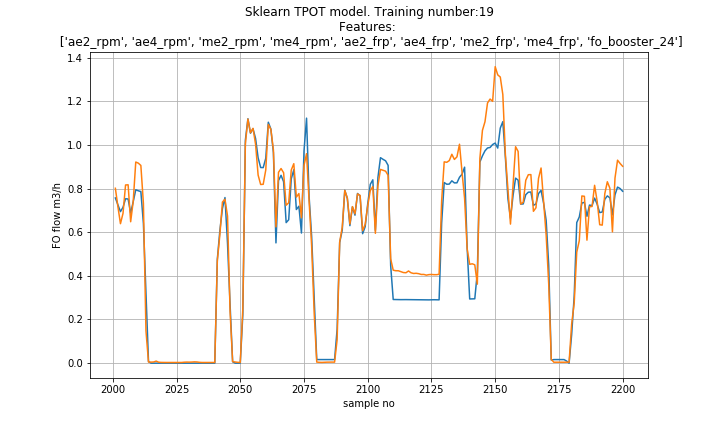 Sklearn TPOT model. Training number:19
Features:
['ae2_rpm', 'ae4_rpm', 'me2_rpm', 'me4_rpm', 'ae2_frp', 'ae4_frp', 'me2_frp', 'me4_frp', 'fo_booster_24']
1.4
1.2
1.0
0.8
0.6
0.4
0.2
0.0
FO flow m3/h
2000 2025 2050 2075 2100 2125 2150 2175 2200
sample no